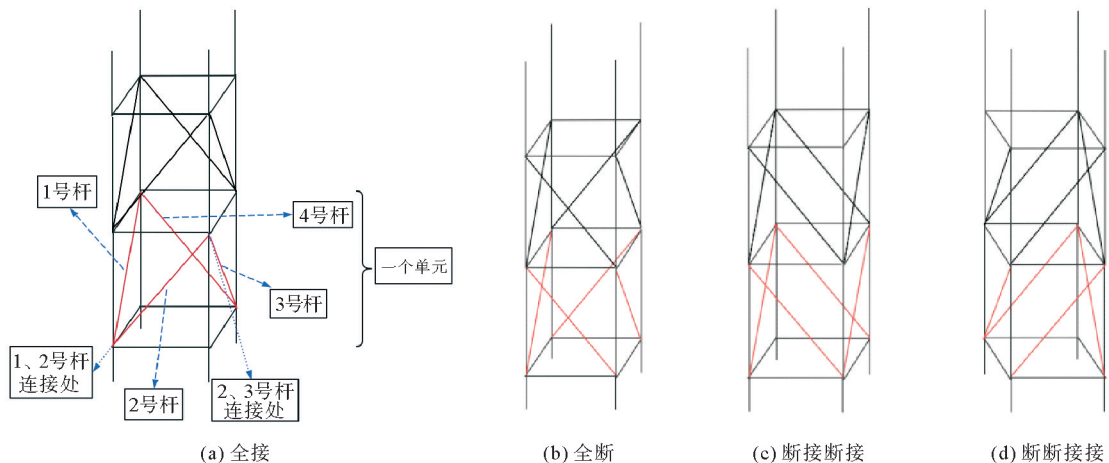 1号杆
4号杆
一个单元
3号杆
1、2号杆
连接处
2号杆
2、3号杆
连接处
(a) 全接
(b) 全断
(c) 断接断接
(d) 断断接接